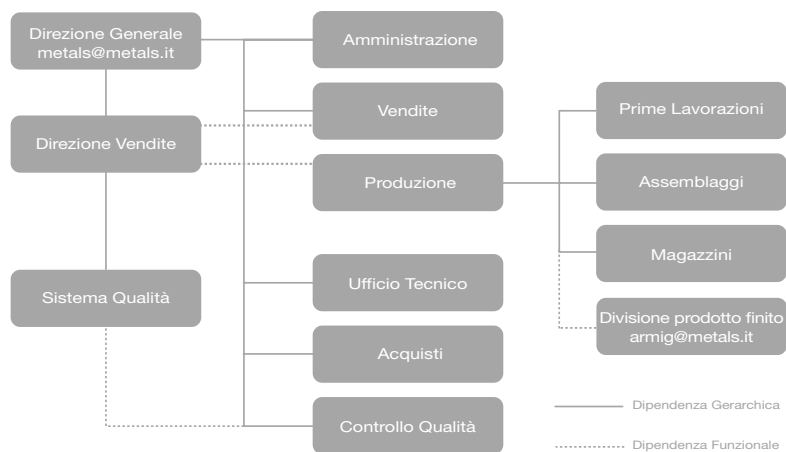 Direzione Generale
metals@metals.it
Direzione Vendite
Sistema Qualità
Amministrazione
Vendite
Produzione
Ufficio Tecnico
Acquisti
Controllo Qualità
Prime Lavorazioni
Assemblaggi
Magazzini
Divisione prodotto finito
armig@metals.it
Dipendenza Gerarchica
Dipendenza Funzionale